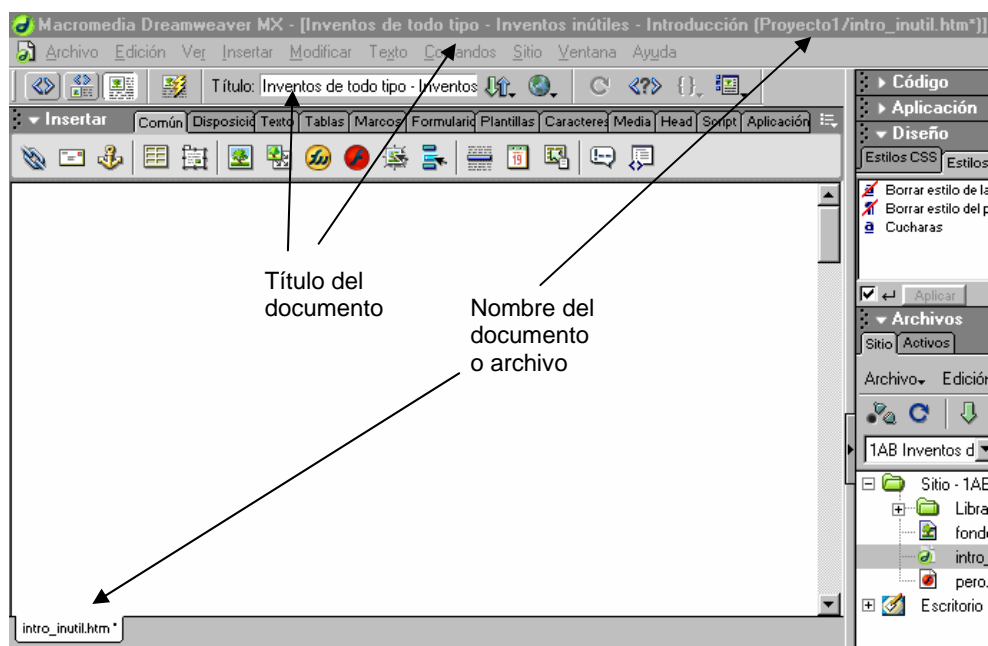 Macromedia Dreamweaver MX - [Inventos de todo tipo - Inventos inútiles - Introducción (Proyecto1/intro_inutil.htm*)]
Archivo Edición Ver Insertar Modificar Texto Comandos Sitio Ventana Ayuda
Título: Inventos de todo tipo - Inventos
Insertar Común Disposició Texto Tablas Marcos Formulario Plantillas Caracteres Media Head Script Aplicación
Código
Aplicación
Diseño
Estilos CSS Estilos
Borrar estilo de la
Borrar estilo del p
Cucharas
Aplicar
Archivos
Sitio Activos
Archivo Edición
1AB Inventos d
Sitio - 1AB
Libra
fondo
intro_
pero.
Escritorio
Título del
documento
Nombre del
documento
o archivo
intro_inutil.htm*